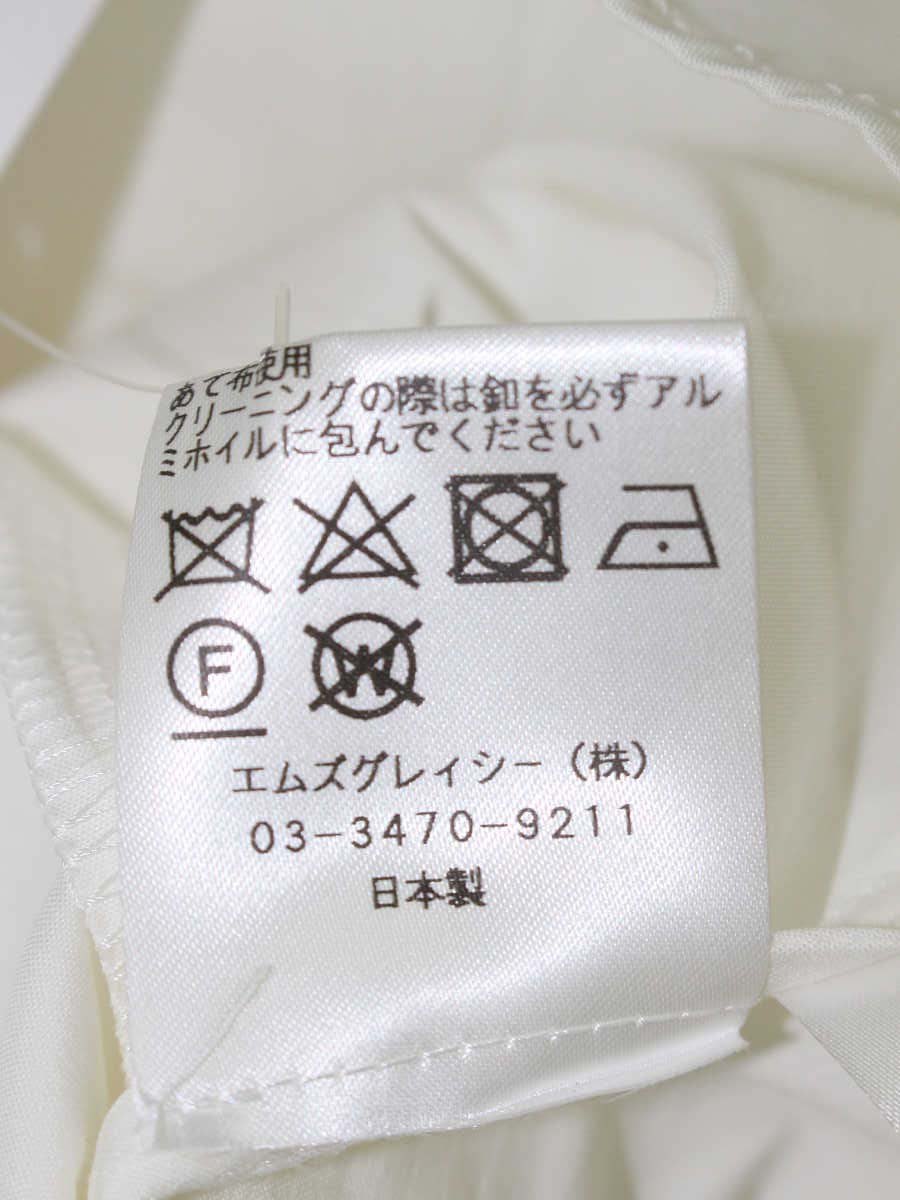 あて布使用
クリーニングの際は釦を必ずアル
ミホイルに包んでください
F
W
エムズグレイシー(株)
03-3470-9211
日本製